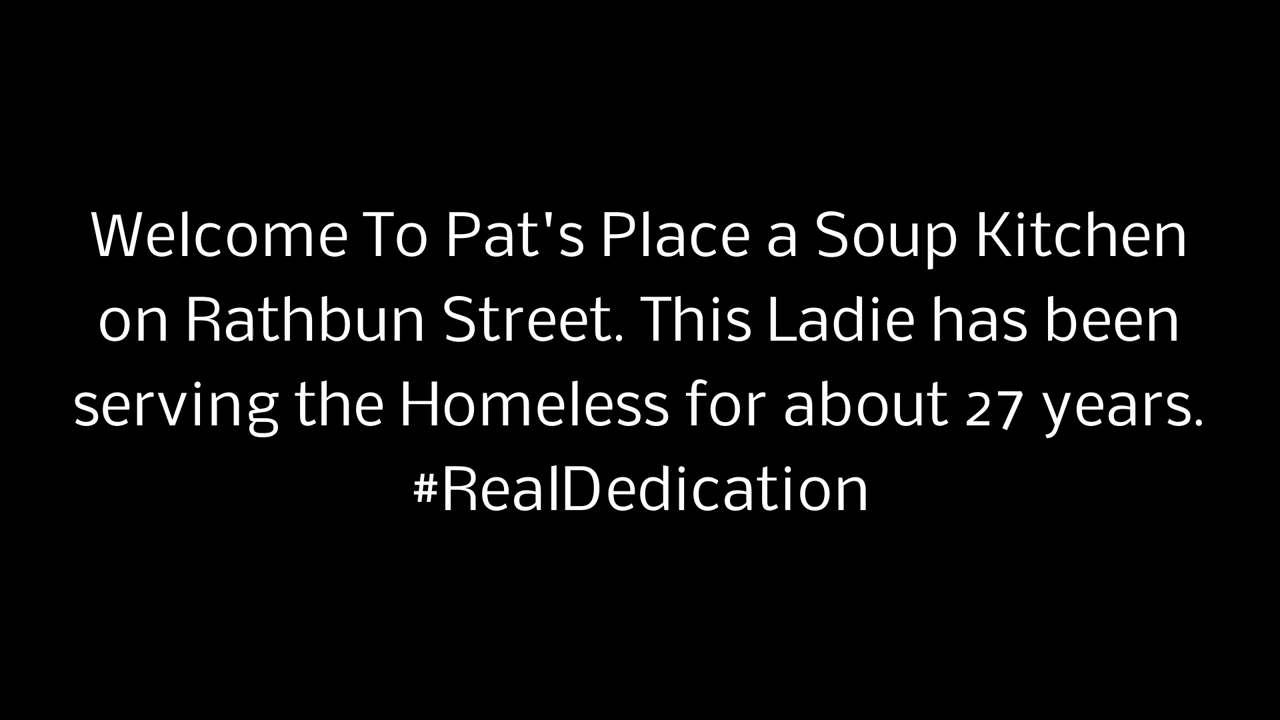 Welcome To Pat's Place a Soup Kitchen
on Rathbun Street. This Ladie has been
serving the Homeless for about 27 years.
#RealDedication